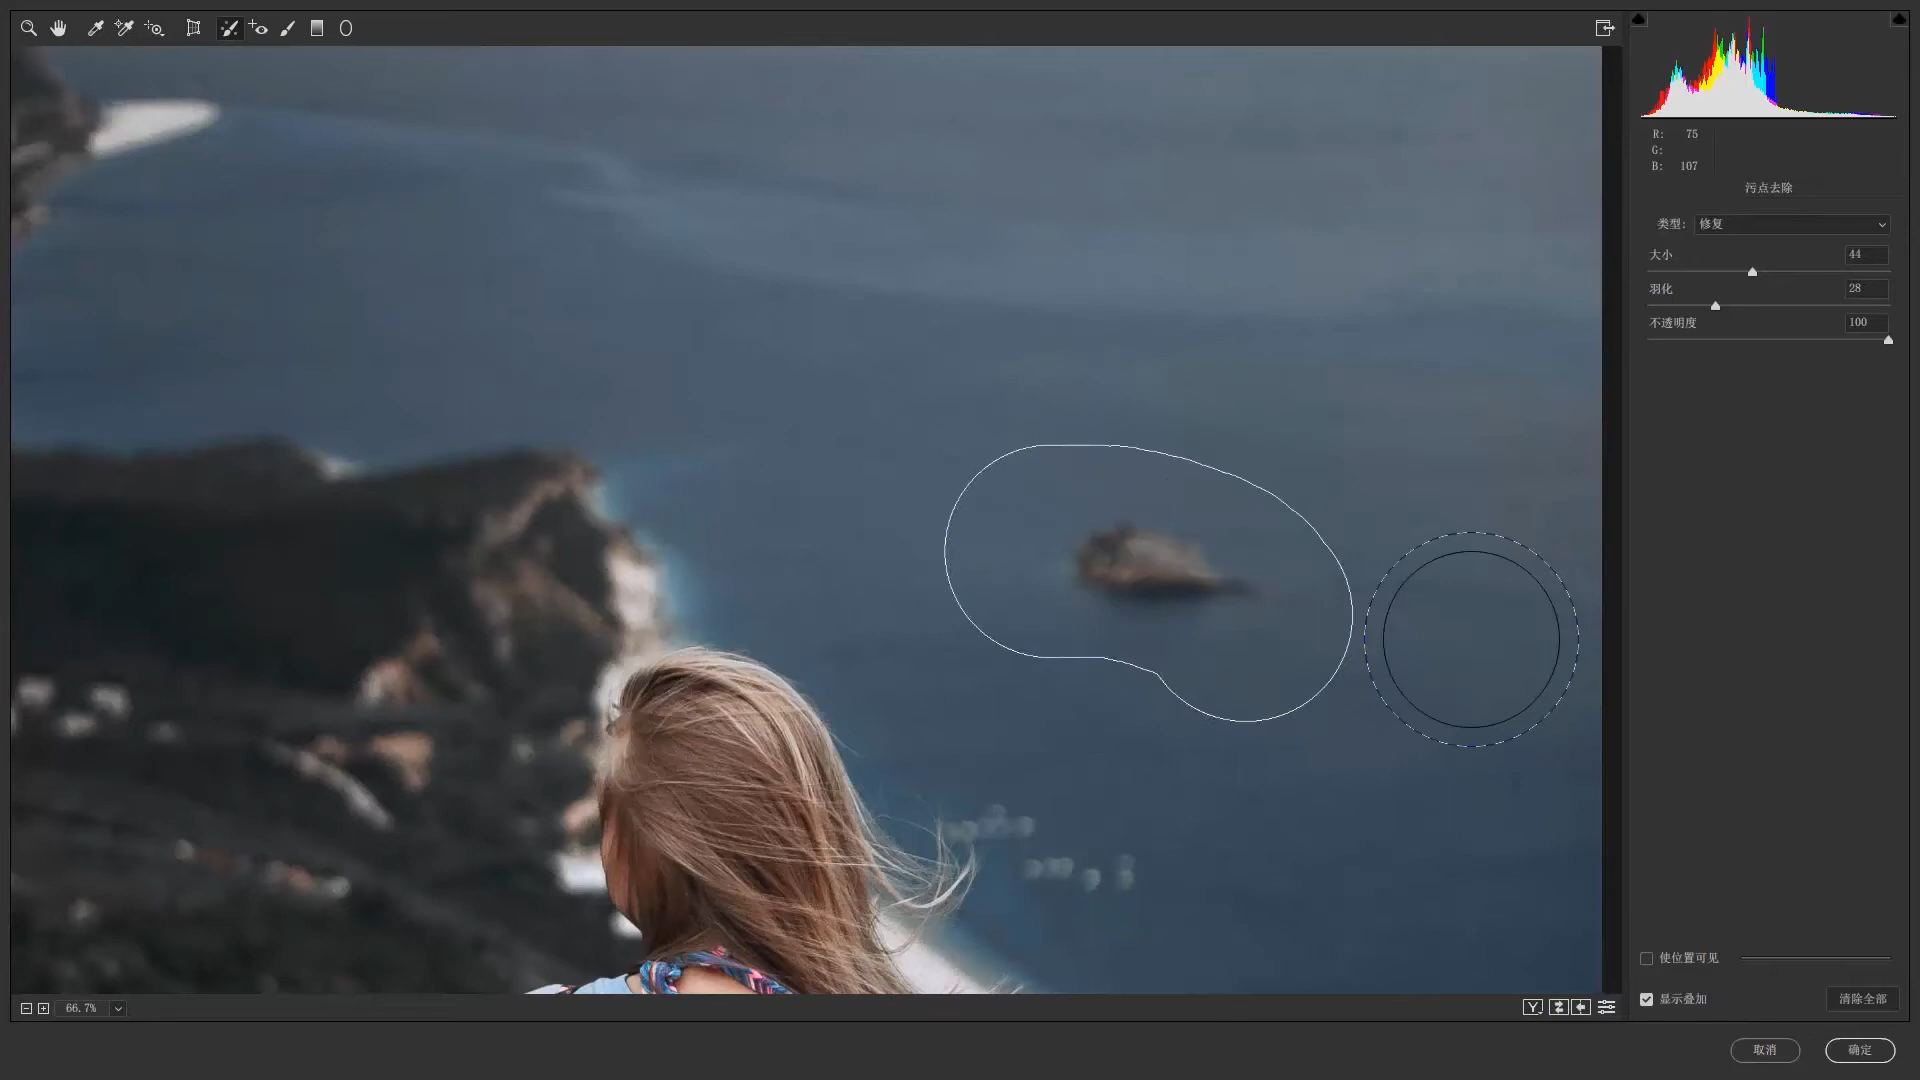 R: 75
G:
B: 107
污点去除
类型: 修复
大小 44
羽化 28
不透明度 100
使位置可见
显示叠加 清除全部
66.7% Y
取消 确定